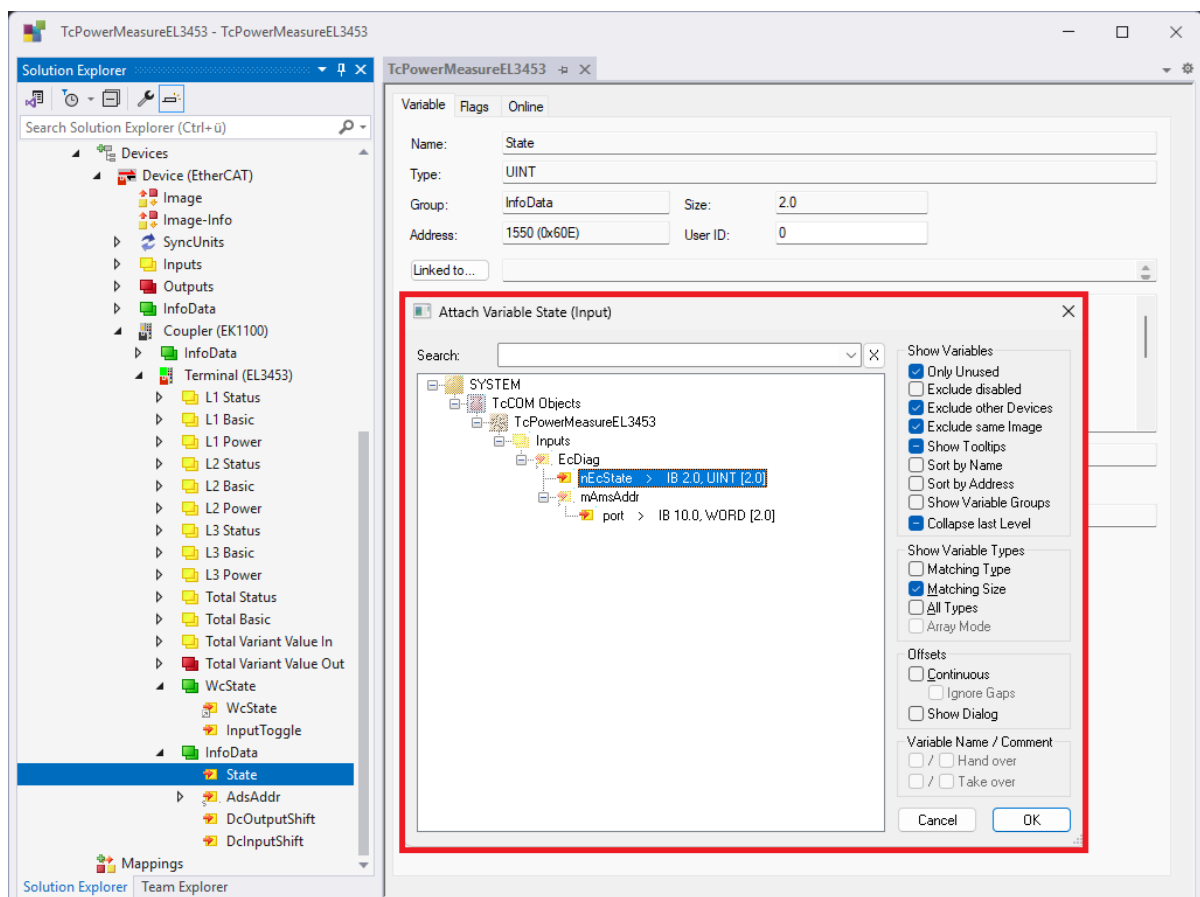 TcPowerMeasureEL3453 - TcPowerMeasureEL3453
Solution Explorer
Search Solution Explorer (Ctrl+ü)
Devices
Device (EtherCAT)
Image
Image-Info
SyncUnits
Inputs
Outputs
InfoData
Coupler (EK1100)
InfoData
Terminal (EL3453)
L1 Status
L1 Basic
L1 Power
L2 Status
L2 Basic
L2 Power
L3 Status
L3 Basic
L3 Power
Total Status
Total Basic
Total Variant Value In
Total Variant Value Out
WcState
WcState
InputToggle
InfoData
State
AdsAddr
DcOutputShift
DcInputShift
Mappings
Solution Explorer Team Explorer
TcPowerMeasureEL3453
Variable Flags Online
Name: State
Type: UINT
Group: InfoData Size: 2.0
Address: 1550 (0x60E) User ID: 0
Linked to...
Attach Variable State (Input)
Search: X
SYSTEM
TcCOM Objects
TcPowerMeasureEL3453
Inputs
EcDiag
nEcState > IB 2.0, UINT [2.0]
mAmsAddr
port > IB 10.0, WORD [2.0]
Show Variables
Only Unused
Exclude disabled
Exclude other Devices
Exclude same Image
Show Tooltips
Sort by Name
Sort by Address
Show Variable Groups
Collapse last Level
Show Variable Types
Matching Type
Matching Size
All Types
Array Mode
Offsets
Continuous
Ignore Gaps
Show Dialog
Variable Name / Comment
/ Hand over
/ Take over
Cancel OK